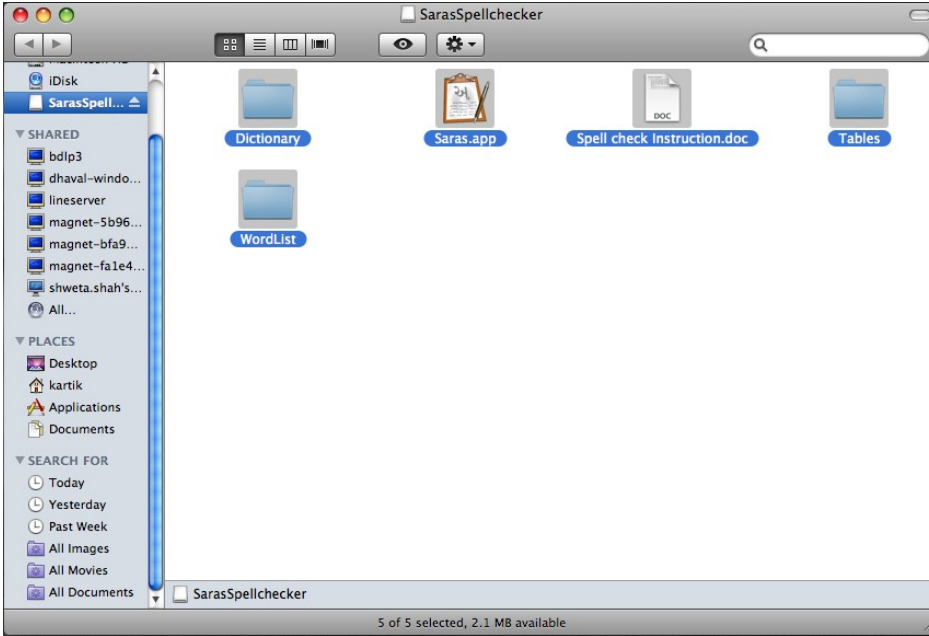 SarasSpellchecker
iDisk
SarasSpell...
SHARED
bdlp3
dhaval-windo...
lineserver
magnet-5b96...
magnet-bfa9...
magnet-fa1e4...
shweta.shah's...
All...
PLACES
Desktop
kartik
Applications
Documents
SEARCH FOR
Today
Yesterday
Past Week
All Images
All Movies
All Documents
Dictionary
Saras.app
DOC
Spell check Instruction.doc
Tables
WordList
SarasSpellchecker
5 of 5 selected, 2.1 MB available